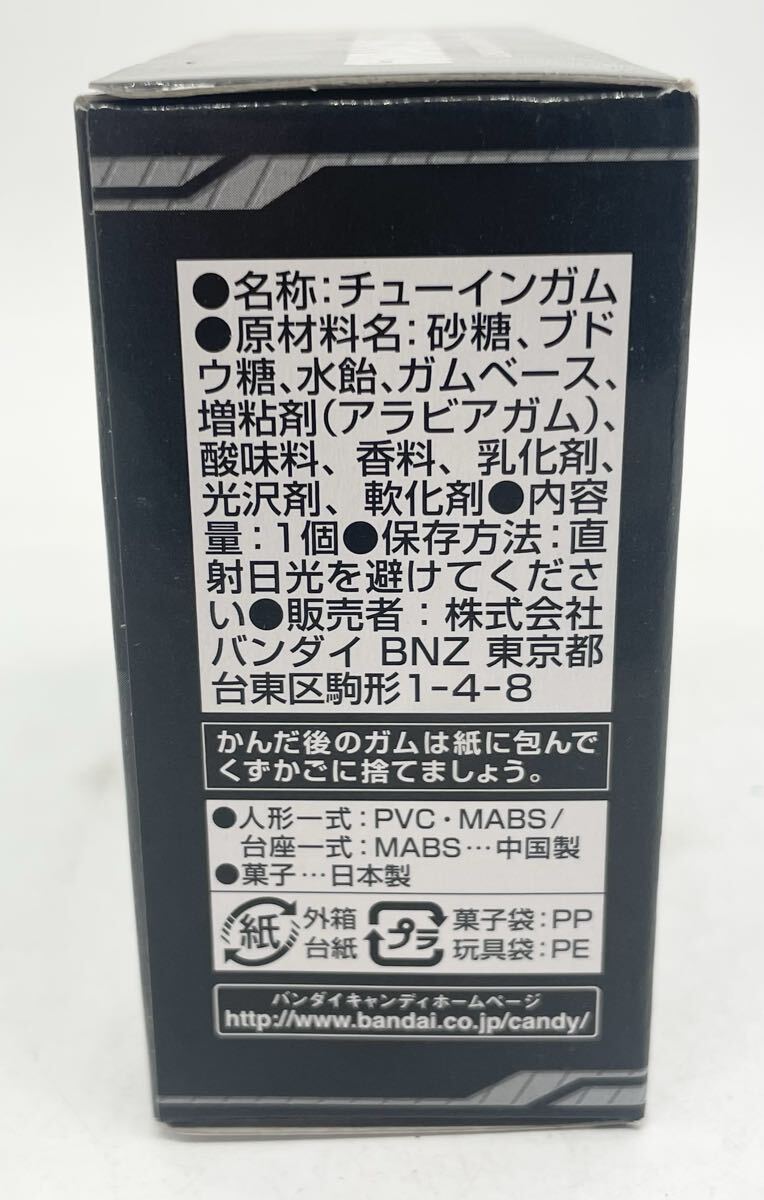 ●名称:チューインガム
●原材料名:砂糖、ブド
ウ糖、水飴、ガムベース、
増粘剤(アラビアガム)、
酸味料、香料、乳化剤、
光沢剤、軟化剤●内容
量:1個●保存方法:直
射日光を避けてくださ
い●販売者:株式会社
バンダイ BNZ 東京都
台東区駒形1-4-8
かんだ後のガムは紙に包んで
くずかごに捨てましょう。
●人形一式:PVC・MABS/
台座一式:MABS…中国製
●菓子…日本製
紙 外箱 プラ 菓子袋:PP
台紙 玩具袋:PE
バンダイキャンディホームページ
http://www.bandai.co.jp/candy/